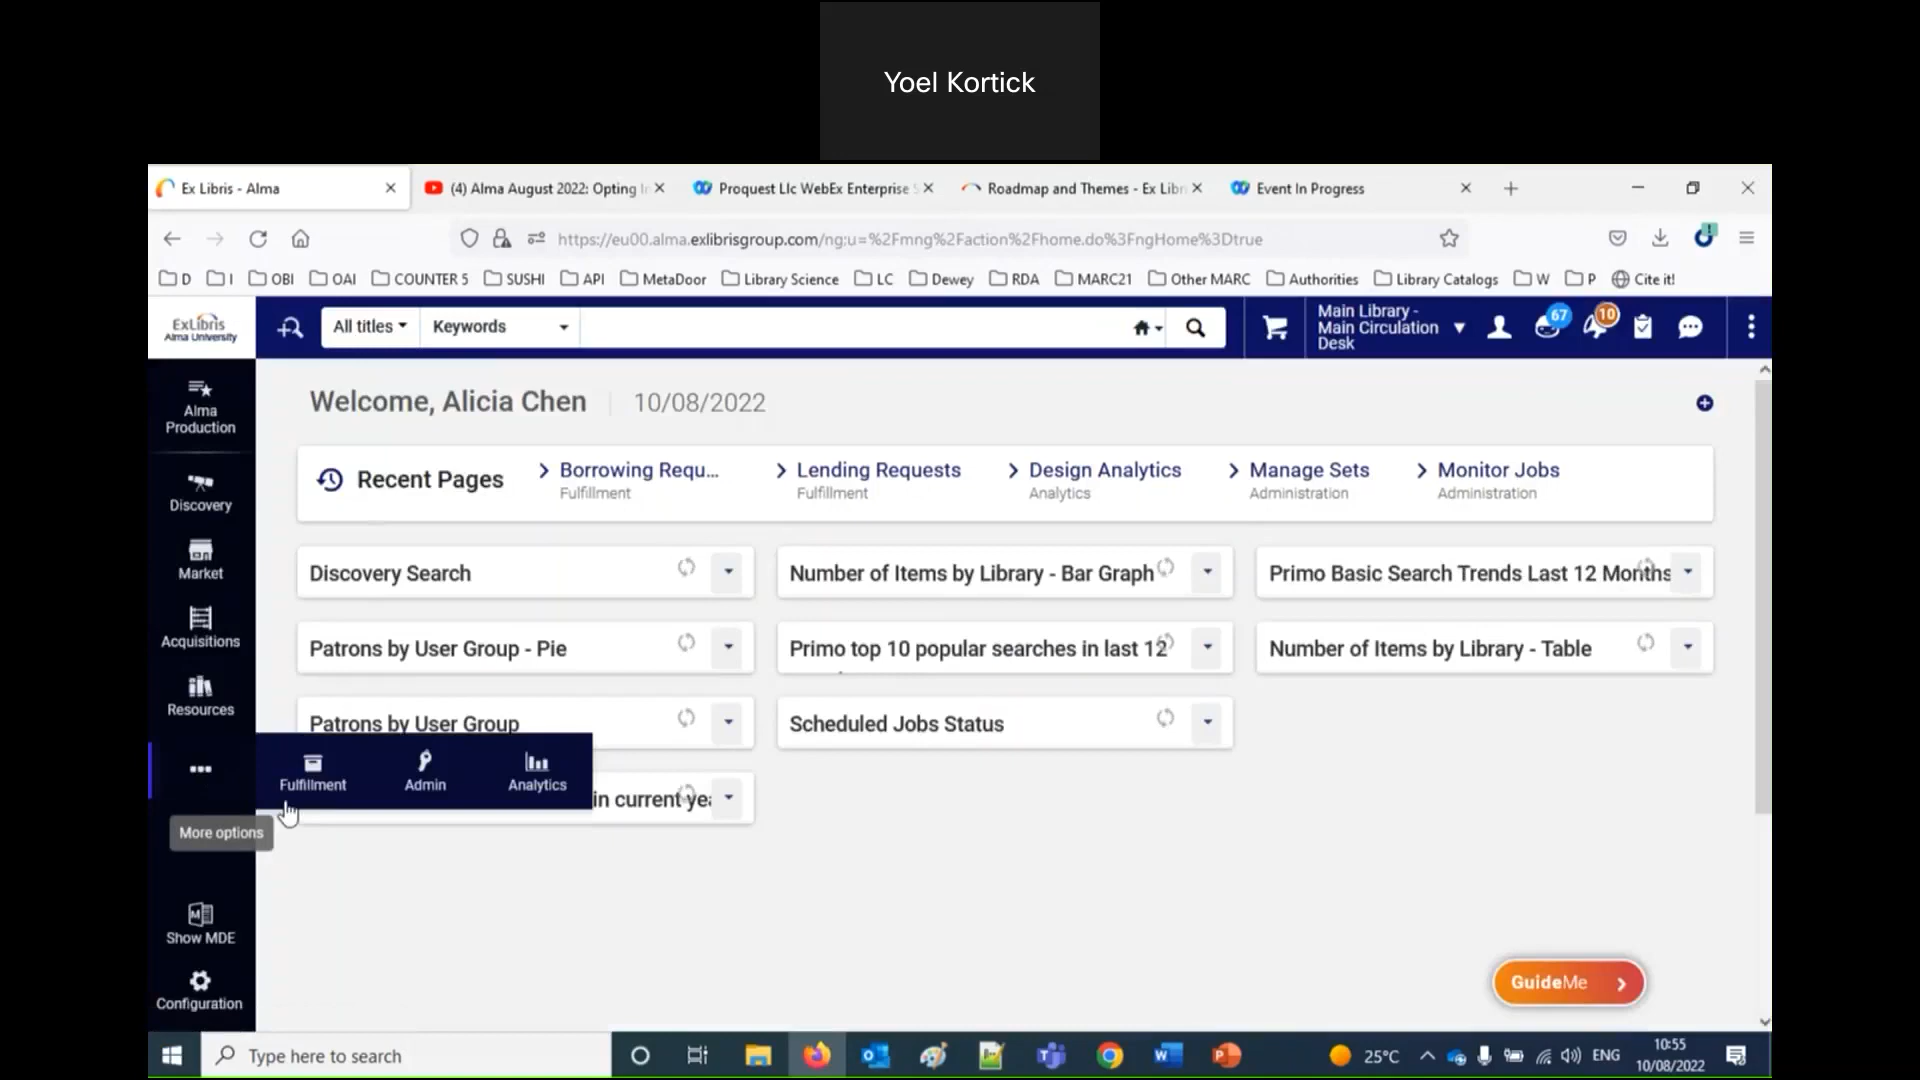 Yoel Kortick
Ex Libris - Alma
(4) Alma August 2022: Opting
Proquest Llc WebEx Enterprise
Roadmap and Themes - Ex Libr
Event In Progress
https://eu00.alma.exlibrisgroup.com/ng:u=%2Fmng%2Faction%2Fhome.do%3FngHome%3Dtrue
D I OBI OAI COUNTER 5 SUSHI API MetaDoor Library Science LC Dewey RDA MARC21 Other MARC Authorities Library Catalogs W P Cite it!
ExLibris
Alma University
All titles
Keywords
Main Library -
Main Circulation
Desk
67
10
Alma
Production
Welcome, Alicia Chen 10/08/2022
Recent Pages
Borrowing Requ...
Fulfillment
Lending Requests
Fulfillment
Design Analytics
Analytics
Manage Sets
Administration
Monitor Jobs
Administration
Discovery
Market
Acquisitions
Resources
Discovery Search
Number of Items by Library - Bar Graph
Primo Basic Search Trends Last 12 Months
Patrons by User Group - Pie
Primo top 10 popular searches in last 12
Number of Items by Library - Table
Patrons by User Group
Scheduled Jobs Status
Fulfillment
Admin
Analytics
in current yea
More options
Show MDE
Configuration
GuideMe
Type here to search
25°C
ENG
10:55
10/08/2022